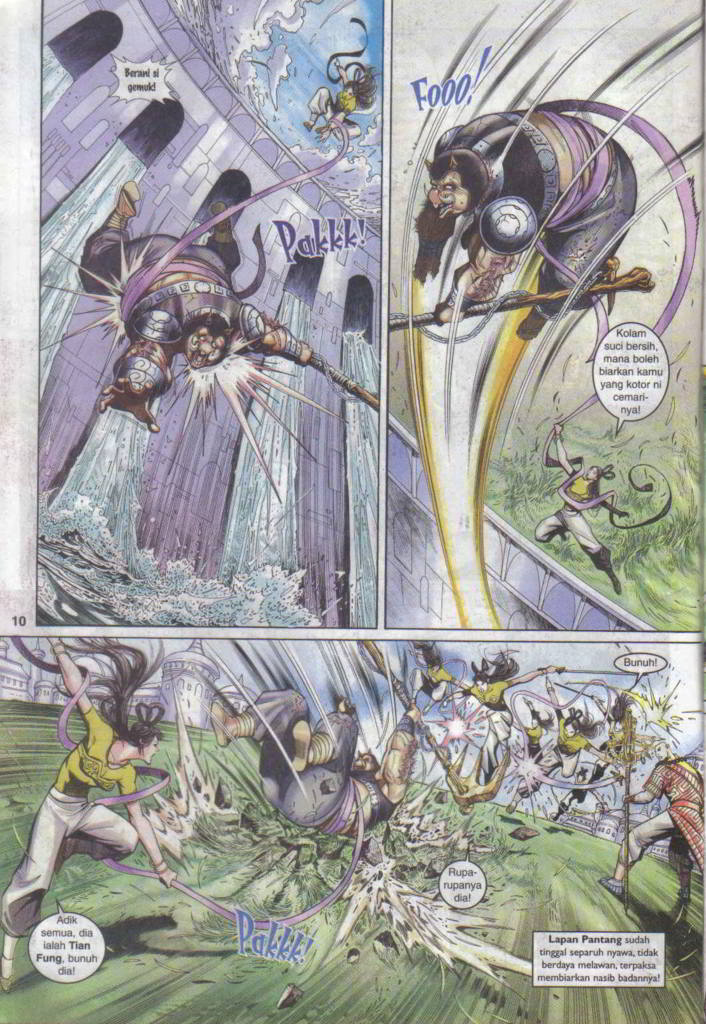 Berani si
gemuk!
Pakkk!
Fooo!
Kolam
suci bersih,
mana boleh
biarkan kamu
yang kotor ni
cemari-
nya!
10
Bunuh!
Rupa-
rupanya
dia!
Adik
semua, dia
ialah Tian
Fung, bunuh
dia!
Pakkk!
Lapan Pantang sudah
tinggal separuh nyawa, tidak
berdaya melawan, terpaksa
membiarkan nasib badannya!